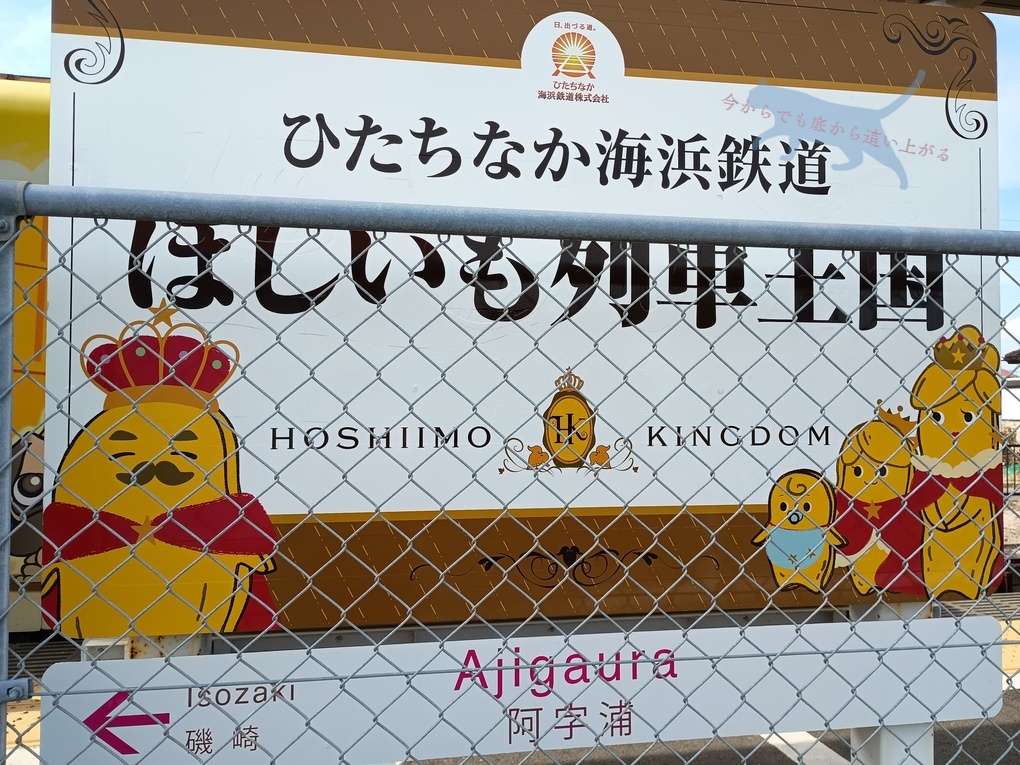 日、出づる道。
ひたちなか
海浜鉄道株式会社
今からでも底から這い上がる
ひたちなか海浜鉄道
ほしいも列車王国
HOSHIIMO HK KINGDOM
Ajigaura
Isozaki
阿字浦
磯崎